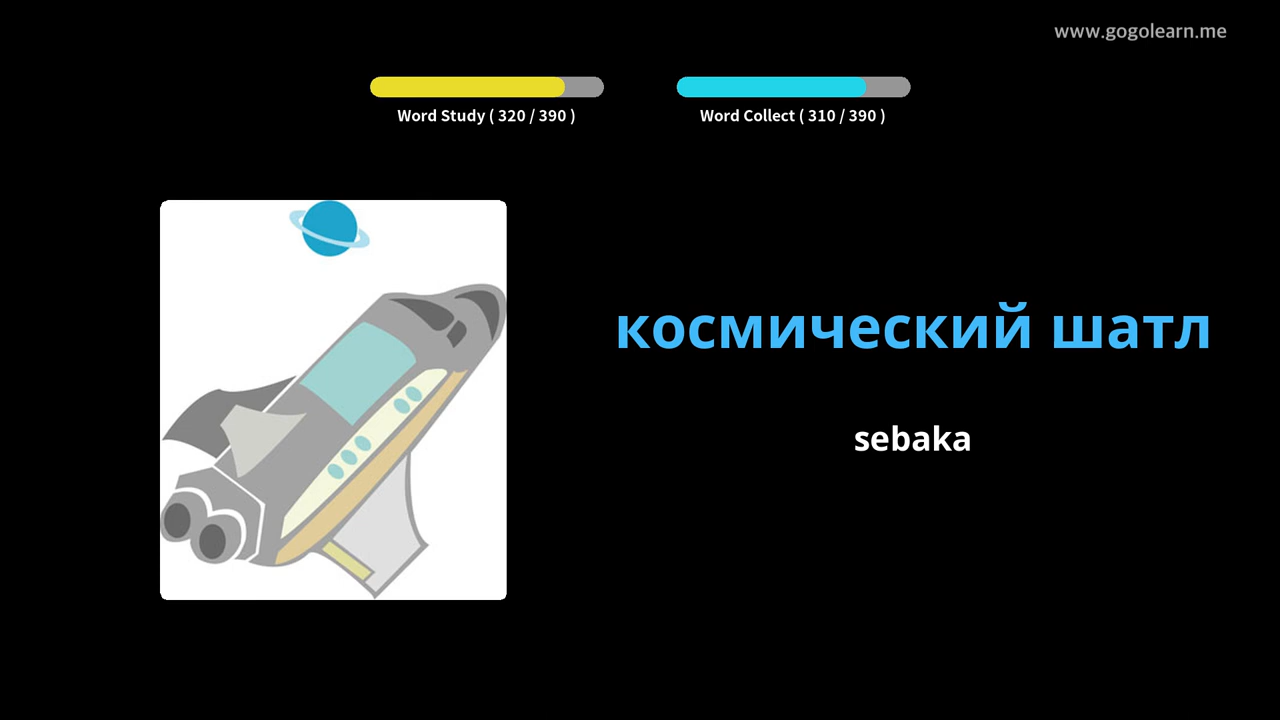 www.gogolearn.me
Word Study ( 320 / 390 )
Word Collect ( 310 / 390 )
космический шатл
sebaka